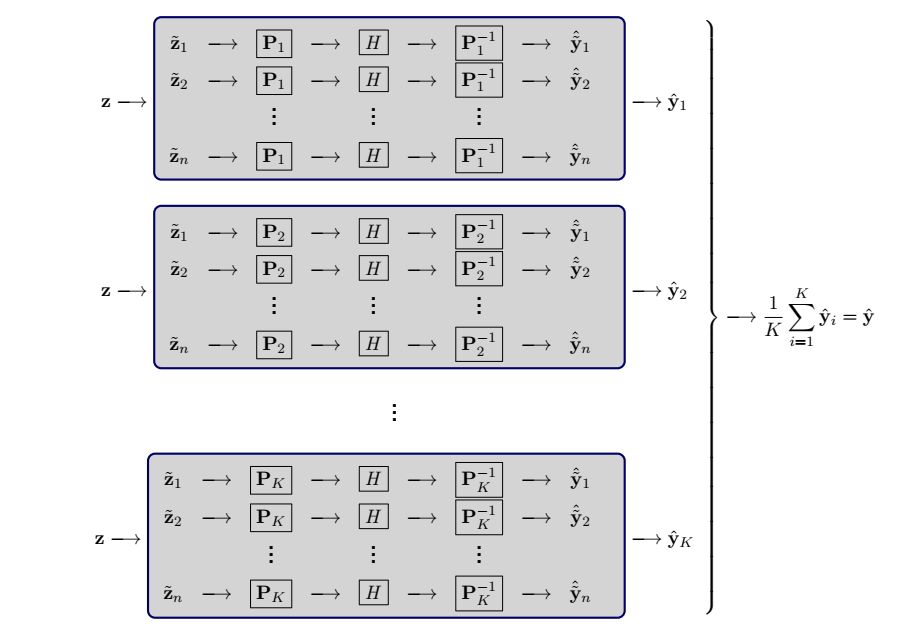 z̃₁ ⟶ P₁ ⟶ H ⟶ P₁⁻¹ ⟶ ŷ̃₁
z̃₂ ⟶ P₁ ⟶ H ⟶ P₁⁻¹ ⟶ ŷ̃₂
z ⟶ ⋮ ⋮ ⋮ ⟶ ŷ₁
z̃ₙ ⟶ P₁ ⟶ H ⟶ P₁⁻¹ ⟶ ŷ̃ₙ
z̃₁ ⟶ P₂ ⟶ H ⟶ P₂⁻¹ ⟶ ŷ̃₁
z̃₂ ⟶ P₂ ⟶ H ⟶ P₂⁻¹ ⟶ ŷ̃₂
z ⟶ ⋮ ⋮ ⋮ ⟶ ŷ₂
z̃ₙ ⟶ P₂ ⟶ H ⟶ P₂⁻¹ ⟶ ŷ̃ₙ
⋮
z̃₁ ⟶ P_K ⟶ H ⟶ P_K⁻¹ ⟶ ŷ̃₁
z̃₂ ⟶ P_K ⟶ H ⟶ P_K⁻¹ ⟶ ŷ̃₂
z ⟶ ⋮ ⋮ ⋮ ⟶ ŷ_K
z̃ₙ ⟶ P_K ⟶ H ⟶ P_K⁻¹ ⟶ ŷ̃ₙ
} ⟶ 1/K ∑_{i=1}^{K} ŷᵢ = ŷ